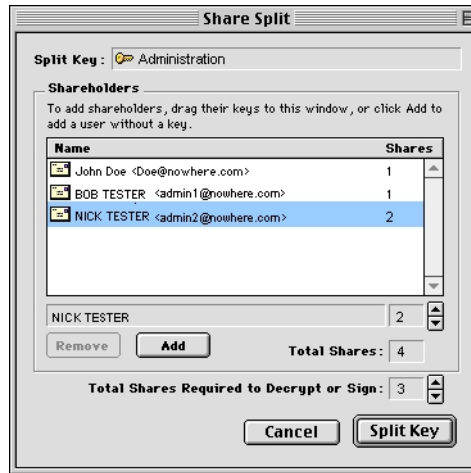 Share Split
Split Key: Administration
Shareholders
To add shareholders, drag their keys to this window, or click Add to
add a user without a key.
Name Shares
John Doe <Doe@nowhere.com> 1
BOB TESTER <admin1@nowhere.com> 1
NICK TESTER <admin2@nowhere.com> 2
NICK TESTER 2
Remove Add Total Shares: 4
Total Shares Required to Decrypt or Sign: 3
Cancel Split Key